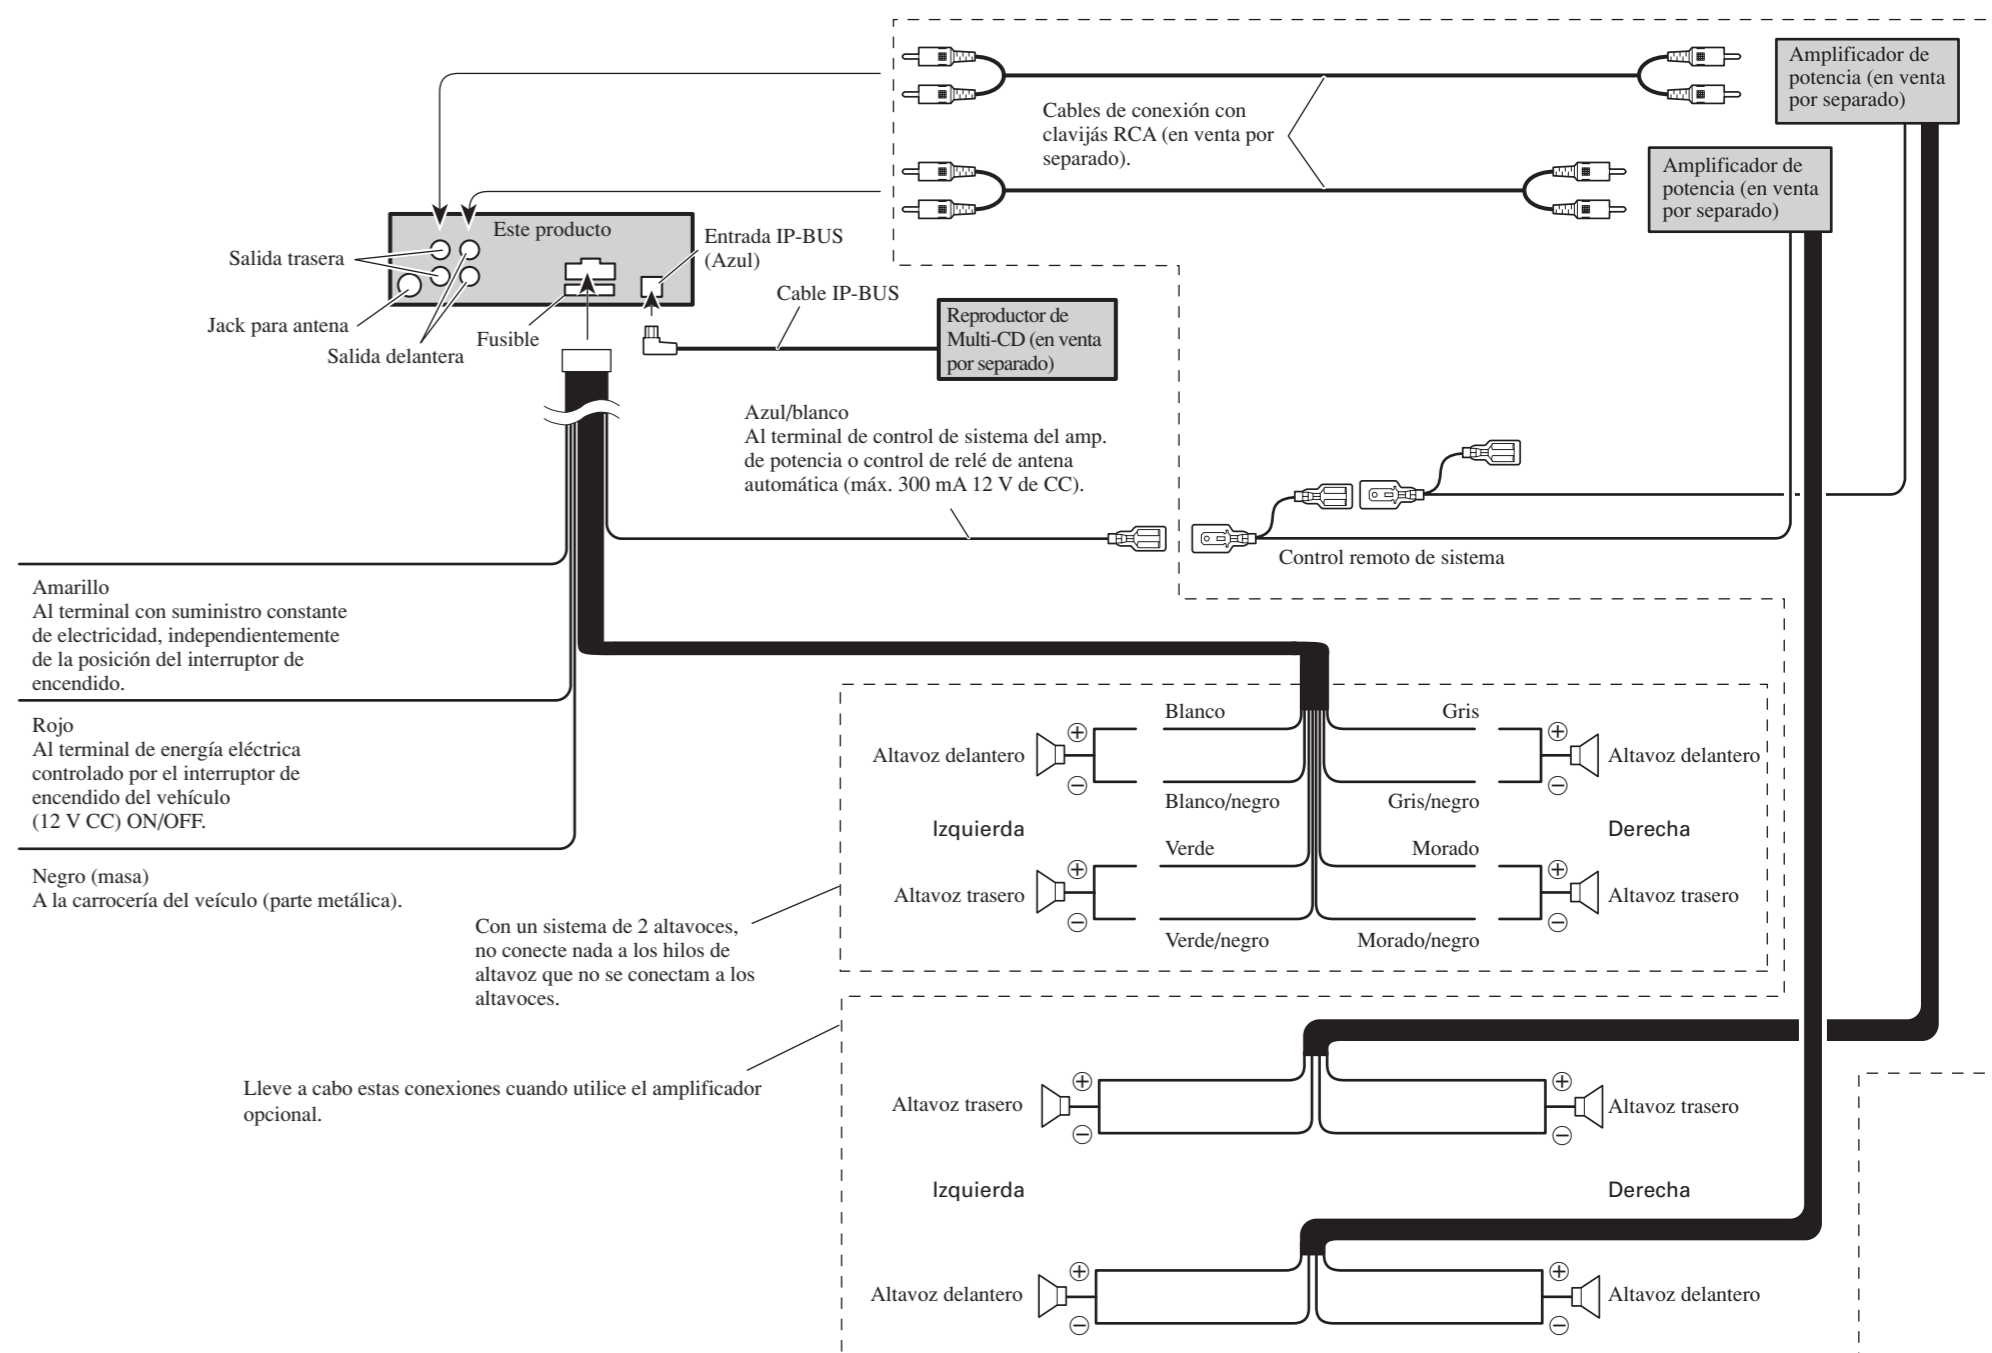 Amplificador de
potencia (en venta
por separado)
Cables de conexión con
clavijás RCA (en venta por
separado).
Amplificador de
potencia (en venta
por separado)
Este producto
Entrada IP-BUS
(Azul)
Salida trasera
Cable IP-BUS
Jack para antena
Salida delantera
Fusible
Reproductor de
Multi-CD (en venta
por separado)
Azul/blanco
Al terminal de control de sistema del amp.
de potencia o control de relé de antena
automática (máx. 300 mA 12 V de CC).
Control remoto de sistema
Amarillo
Al terminal con suministro constante
de electricidad, independientemente
de la posición del interruptor de
encendido.
Rojo
Al terminal de energía eléctrica
controlado por el interruptor de
encendido del vehículo
(12 V CC) ON/OFF.
Negro (masa)
A la carrocería del veículo (parte metálica).
Blanco
Gris
Altavoz delantero
+
+
Altavoz delantero
−
−
Blanco/negro
Gris/negro
Izquierda
Derecha
Verde
Morado
Altavoz trasero
+
+
Altavoz trasero
−
−
Verde/negro
Morado/negro
Con un sistema de 2 altavoces,
no conecte nada a los hilos de
altavoz que no se conectam a los
altavoces.
Lleve a cabo estas conexiones cuando utilice el amplificador
opcional.
Altavoz trasero
+
+
Altavoz trasero
−
−
Izquierda
Derecha
Altavoz delantero
+
+
Altavoz delantero
−
−